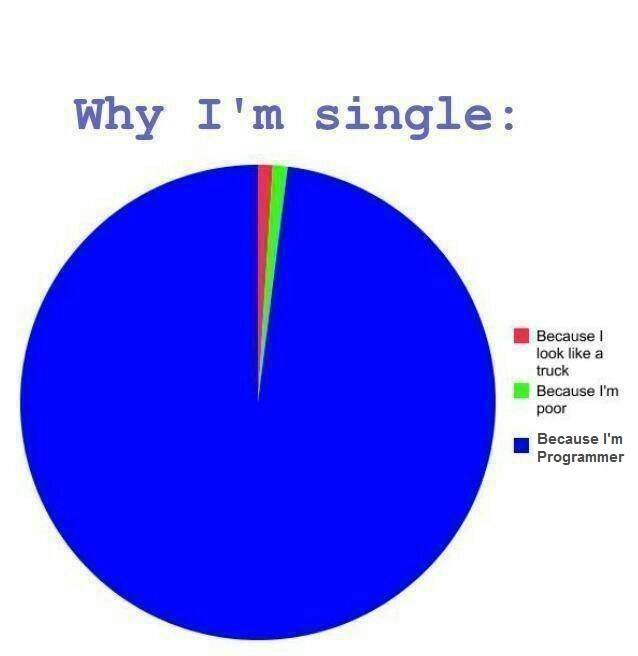 Why I'm single:
Because I
look like a
truck
Because I'm
poor
Because I'm
Programmer